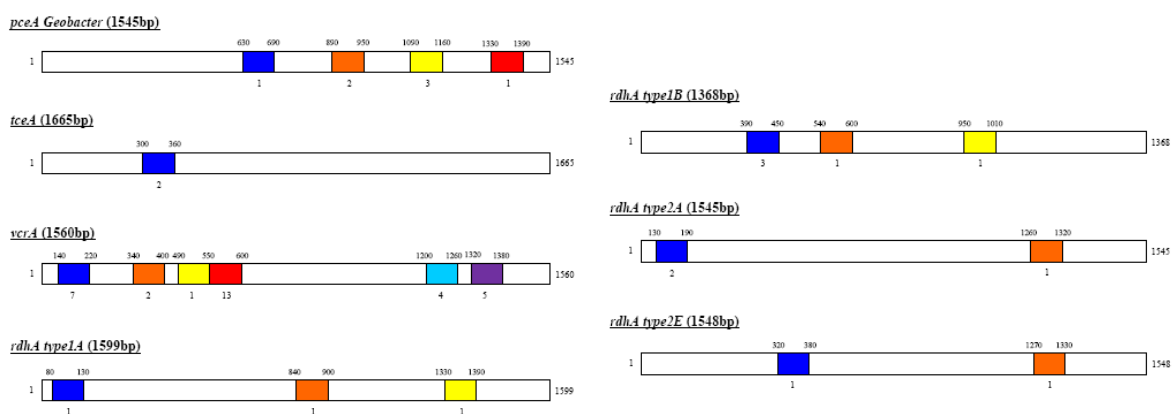 pceA Geobacter (1545bp)
630 690 890 950 1090 1160 1330 1390
1 1545
1 2 3 1
tceA (1665bp)
300 360
1 1665
2
vcrA (1560bp)
140 220 340 400 490 550 600 1200 1260 1320 1380
1 1560
7 2 1 13 4 5
rdhA type1A (1599bp)
80 130 840 900 1330 1390
1 1599
1 1 1
rdhA type1B (1368bp)
390 450 540 600 950 1010
1 1368
3 1 1
rdhA type2A (1545bp)
130 190 1260 1320
1 1545
2 1
rdhA type2E (1548bp)
320 380 1270 1330
1 1548
1 1